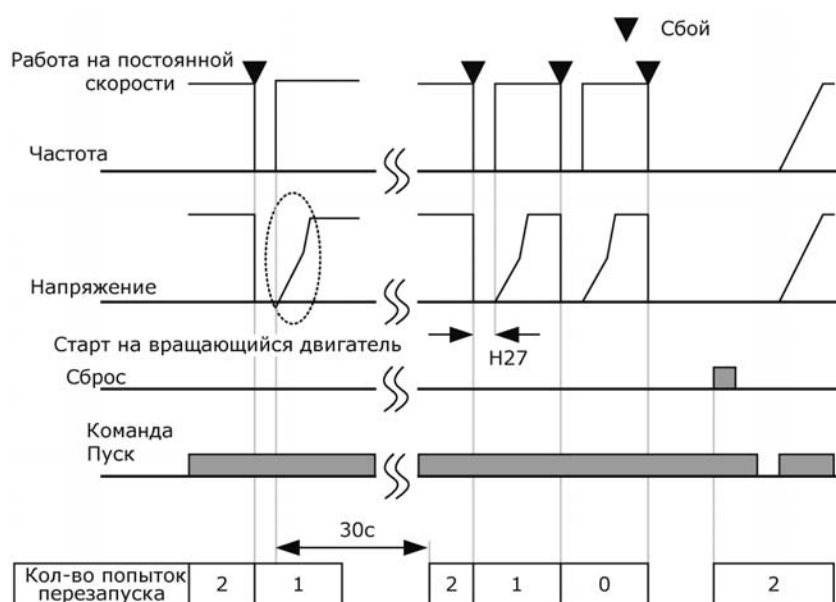 Сбой
Работа на постоянной
скорости
Частота
Напряжение
Старт на вращающийся двигатель
H27
Сброс
Команда
Пуск
30с
Кол-во попыток
перезапуска
2 1 2 1 0 2